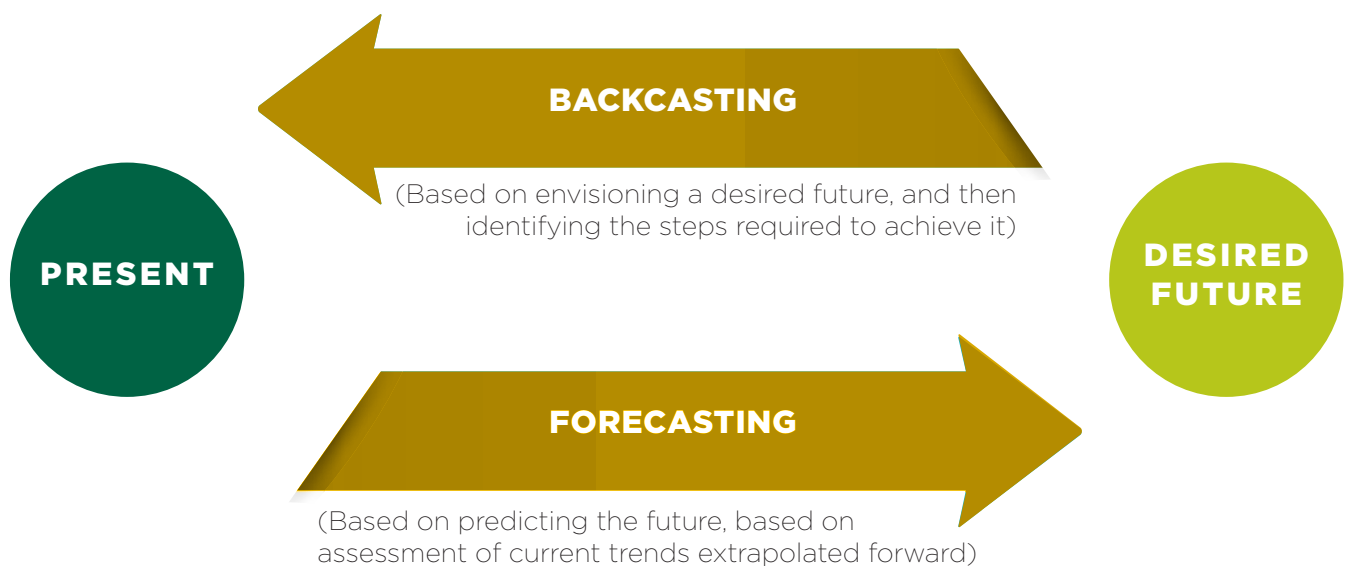 BACKCASTING
(Based on envisioning a desired future, and then
identifying the steps required to achieve it)
PRESENT
DESIRED
FUTURE
FORECASTING
(Based on predicting the future, based on
assessment of current trends extrapolated forward)